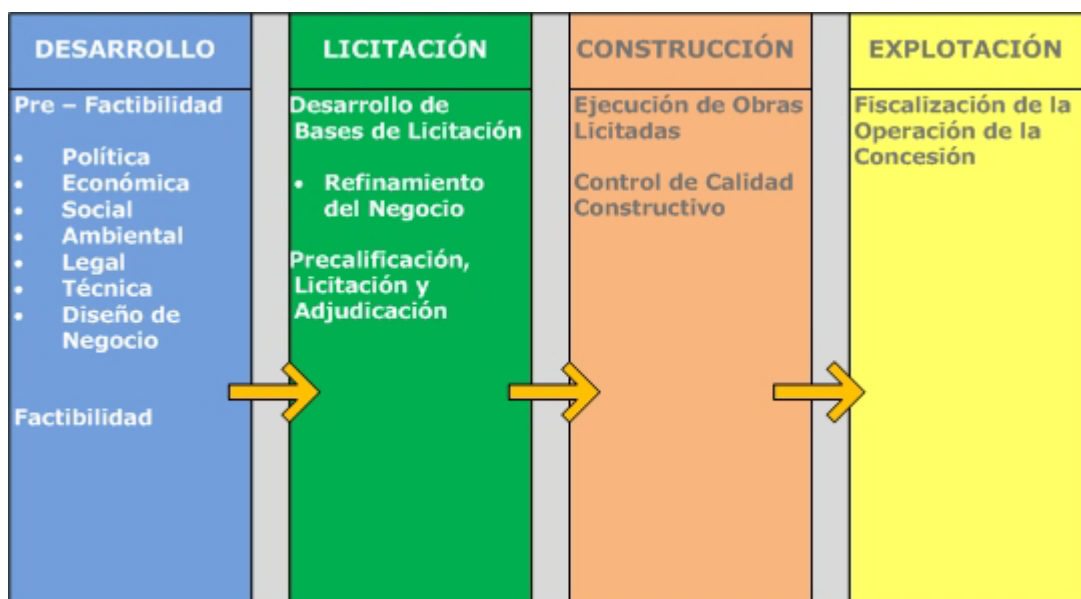 DESARROLLO
Pre – Factibilidad
• Política
• Económica
• Social
• Ambiental
• Legal
• Técnica
• Diseño de
Negocio
Factibilidad
LICITACIÓN
Desarrollo de
Bases de Licitación
• Refinamiento
del Negocio
Precalificación,
Licitación y
Adjudicación
CONSTRUCCIÓN
Ejecución de Obras
Licitadas
Control de Calidad
Constructivo
EXPLOTACIÓN
Fiscalización de la
Operación de la
Concesión